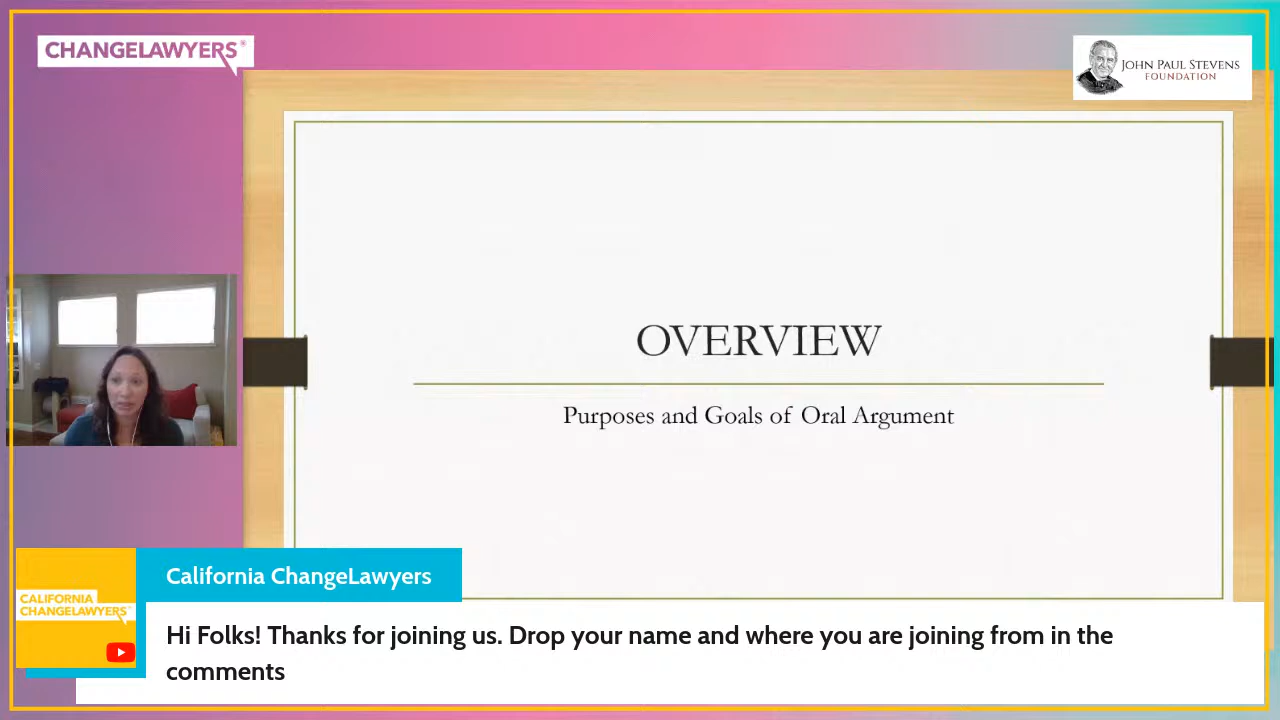 CHANGELAWYERS*
JOHN PAUL STEVENS
FOUNDATION
OVERVIEW
Purposes and Goals of Oral Argument
California ChangeLawyers
CALIFORNIA
CHANGELAWYERS
Hi Folks! Thanks for joining us. Drop your name and where you are joining from in the
comments